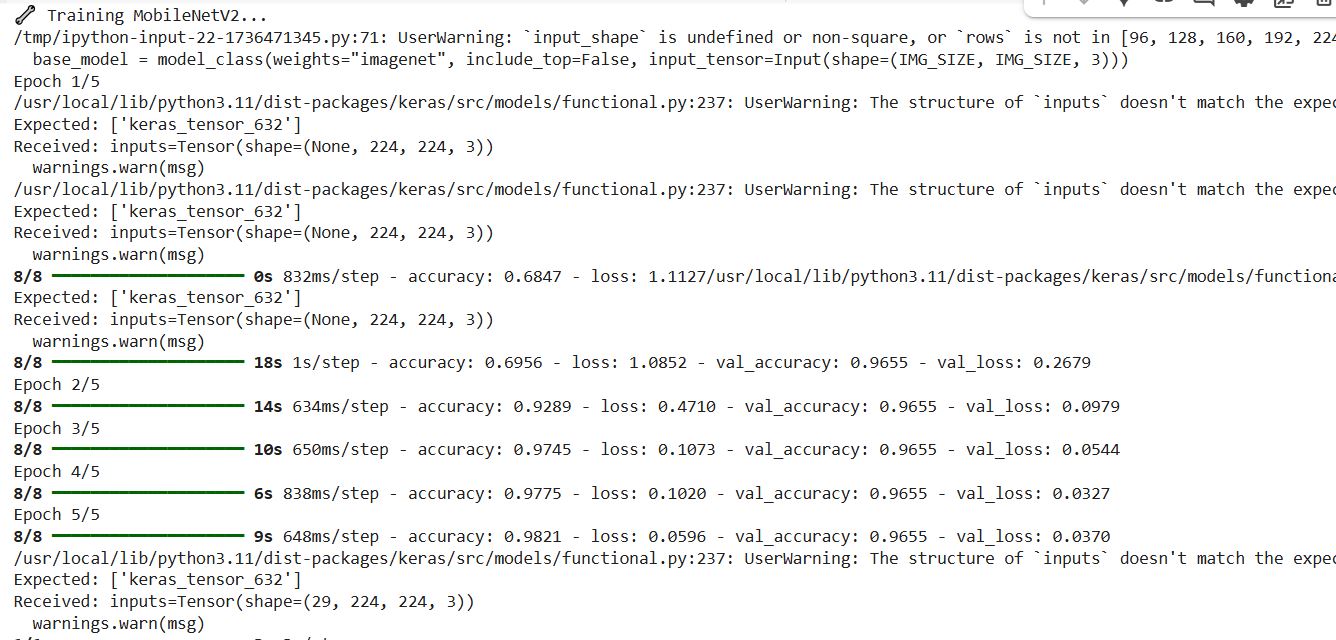 Training MobileNetV2...
/tmp/ipython-input-22-1736471345.py:71: UserWarning: `input_shape` is undefined or non-square, or `rows` is not in [96, 128, 160, 192, 224
base_model = model_class(weights="imagenet", include_top=False, input_tensor=Input(shape=(IMG_SIZE, IMG_SIZE, 3)))
Epoch 1/5
/usr/local/lib/python3.11/dist-packages/keras/src/models/functional.py:237: UserWarning: The structure of `inputs` doesn't match the expec
Expected: ['keras_tensor_632']
Received: inputs=Tensor(shape=(None, 224, 224, 3))
warnings.warn(msg)
/usr/local/lib/python3.11/dist-packages/keras/src/models/functional.py:237: UserWarning: The structure of `inputs` doesn't match the expec
Expected: ['keras_tensor_632']
Received: inputs=Tensor(shape=(None, 224, 224, 3))
warnings.warn(msg)
8/8 0s 832ms/step - accuracy: 0.6847 - loss: 1.1127/usr/local/lib/python3.11/dist-packages/keras/src/models/functiona
Expected: ['keras_tensor_632']
Received: inputs=Tensor(shape=(None, 224, 224, 3))
warnings.warn(msg)
8/8 18s 1s/step - accuracy: 0.6956 - loss: 1.0852 - val_accuracy: 0.9655 - val_loss: 0.2679
Epoch 2/5
8/8 14s 634ms/step - accuracy: 0.9289 - loss: 0.4710 - val_accuracy: 0.9655 - val_loss: 0.0979
Epoch 3/5
8/8 10s 650ms/step - accuracy: 0.9745 - loss: 0.1073 - val_accuracy: 0.9655 - val_loss: 0.0544
Epoch 4/5
8/8 6s 838ms/step - accuracy: 0.9775 - loss: 0.1020 - val_accuracy: 0.9655 - val_loss: 0.0327
Epoch 5/5
8/8 9s 648ms/step - accuracy: 0.9821 - loss: 0.0596 - val_accuracy: 0.9655 - val_loss: 0.0370
/usr/local/lib/python3.11/dist-packages/keras/src/models/functional.py:237: UserWarning: The structure of `inputs` doesn't match the expec
Expected: ['keras_tensor_632']
Received: inputs=Tensor(shape=(29, 224, 224, 3))
warnings.warn(msg)